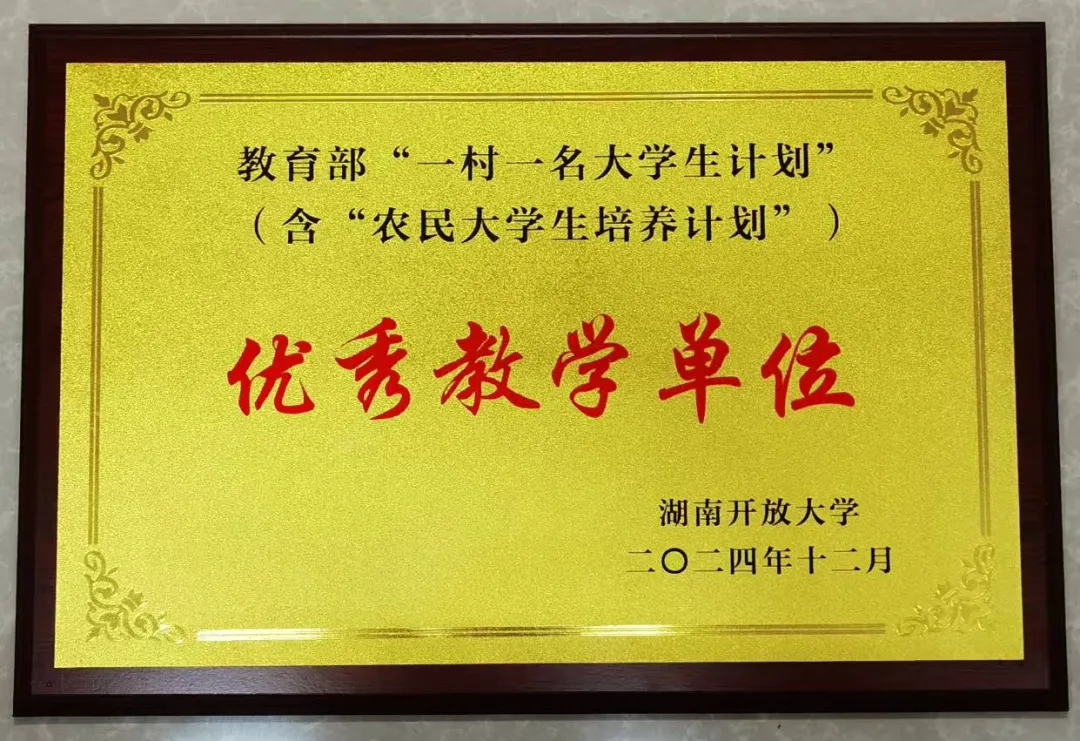 教育部“一村一名大学生计划”
（含“农民大学生培养计划”）
优秀教学单位
湖南开放大学
二〇二四年十二月